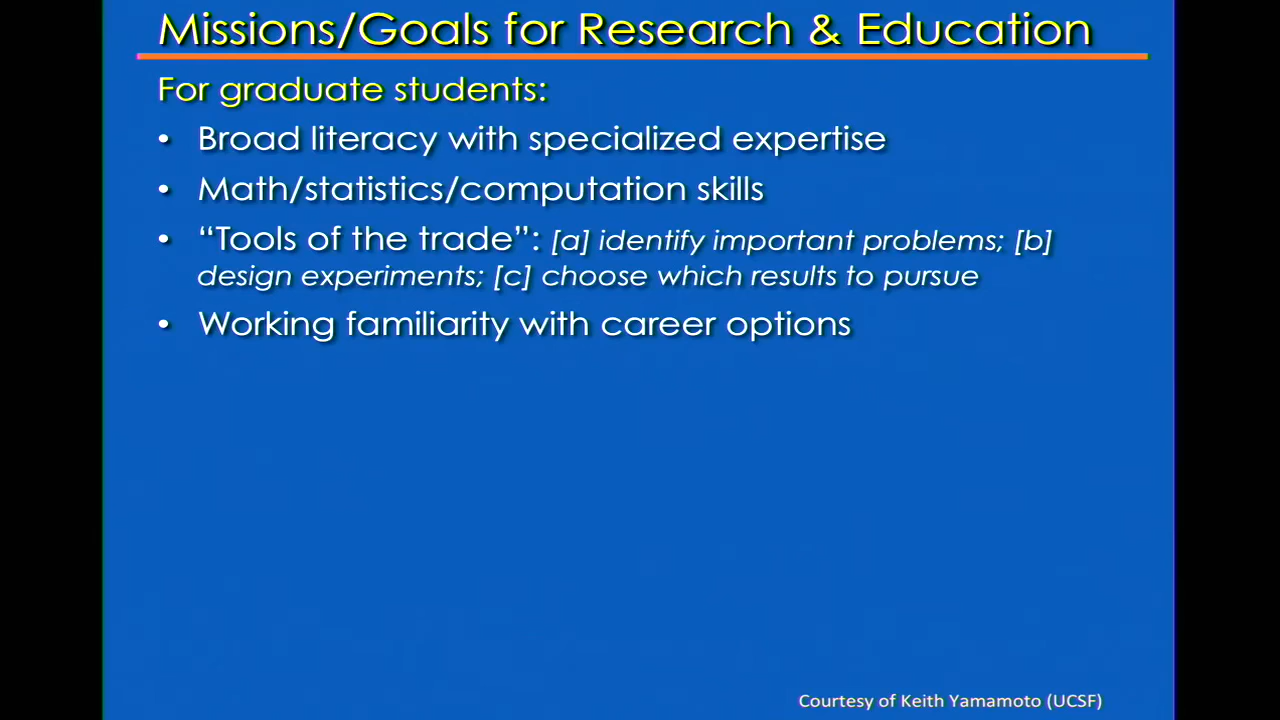 Missions/Goals for Research & Education
For graduate students:
• Broad literacy with specialized expertise
• Math/statistics/computation skills
• “Tools of the trade”: [a] identify important problems; [b]
design experiments; [c] choose which results to pursue
• Working familiarity with career options
Courtesy of Keith Yamamoto (UCSF)